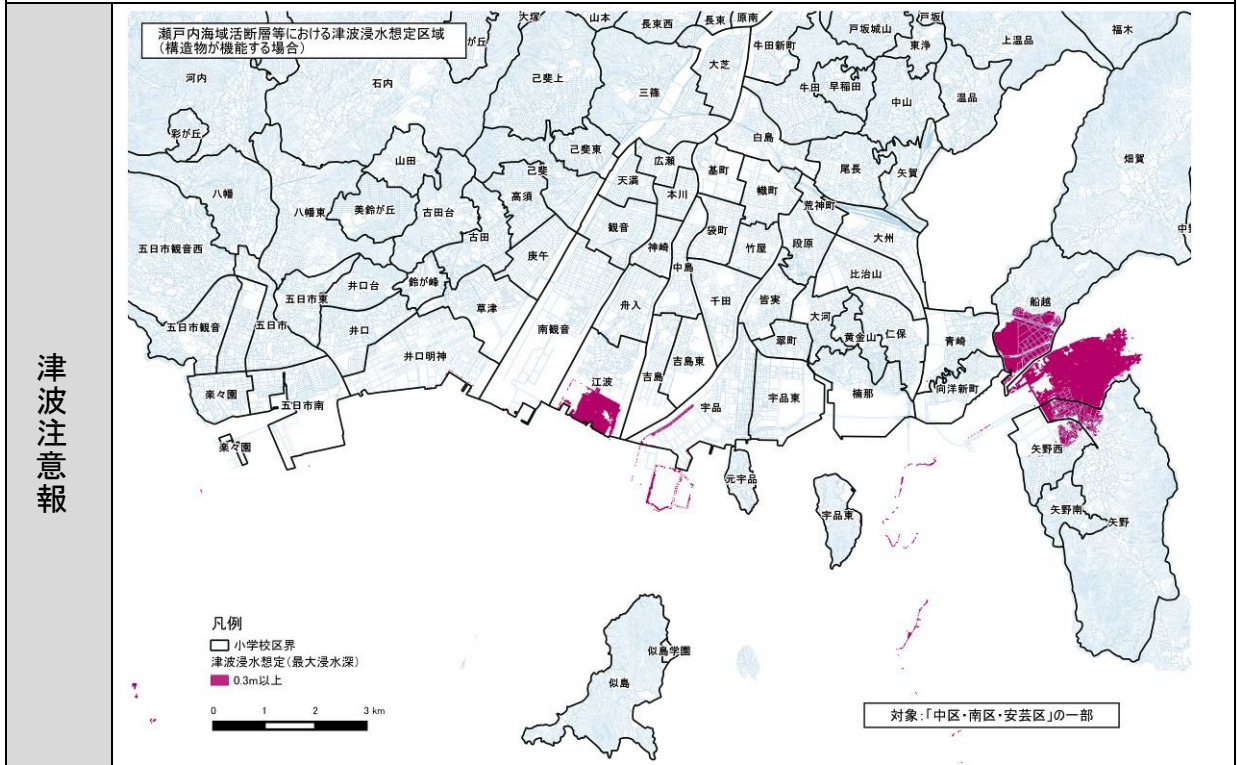 津波注意報
瀬戸内海域活断層等における津波浸水想定区域
(構造物が機能する場合)
大塚
山本
長束西
長束
原南
戸坂城山
戸坂
東浄
上温品
福木
が丘
牛田新町
河内
石内
己斐上
三篠
大芝
牛田
早稲田
中山
温品
彩が丘
山田
己斐東
広瀬
白島
尾長
矢賀
畑賀
八幡
八幡東
美鈴が丘
古田台
高須
己斐
天満
本川
基町
幟町
荒神町
五日市観音西
古田
観音
神崎
袋町
竹屋
段原
大州
庚午
中島
比治山
五日市東
井口台
鈴が峰
草津
舟入
千田
皆実
大河
黄金山
仁保
船越
五日市観音
五日市
井口
南観音
翠町
青崎
井口明神
吉島東
江波
吉島
宇品
宇品東
楠那
向洋新町
楽々園
五日市南
楽々園
元宇品
宇品東
矢野西
矢野南
矢野
似島学園
似島
凡例
小学校区界
津波浸水想定(最大浸水深)
0.3m以上
0 1 2 3 km
対象:「中区・南区・安芸区」の一部